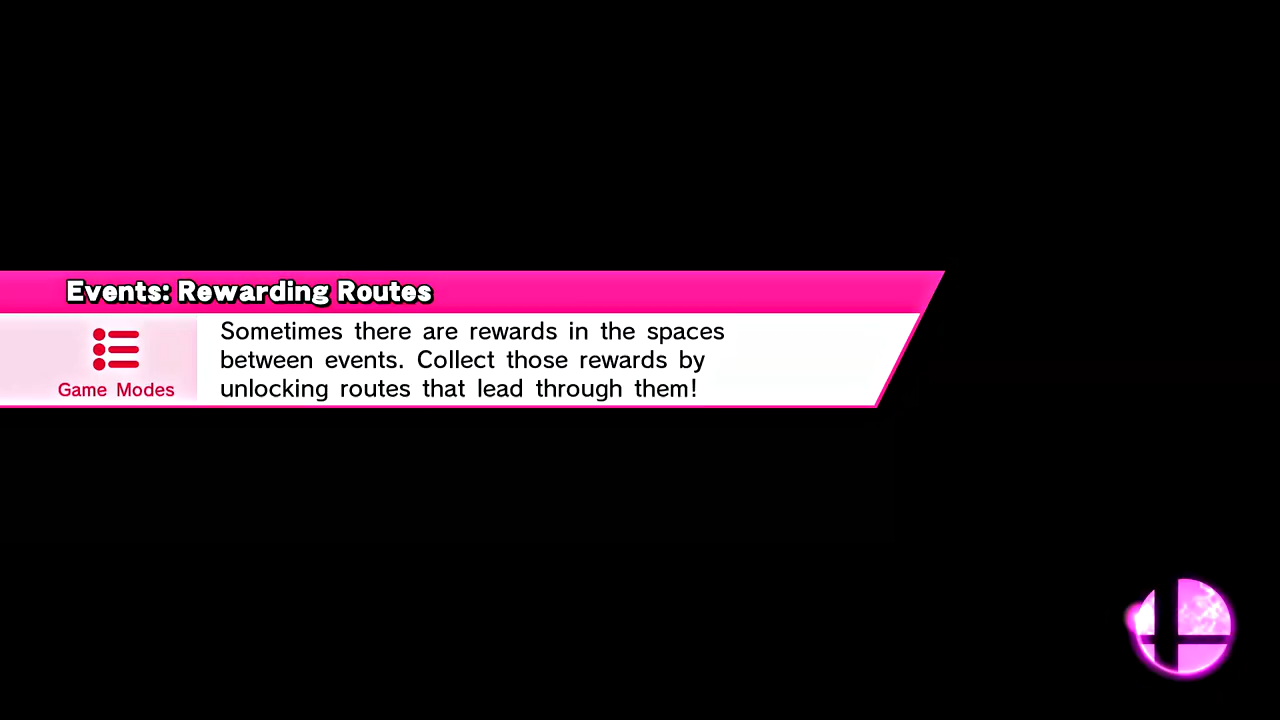 Events: Rewarding Routes
Game Modes
Sometimes there are rewards in the spaces
between events. Collect those rewards by
unlocking routes that lead through them!